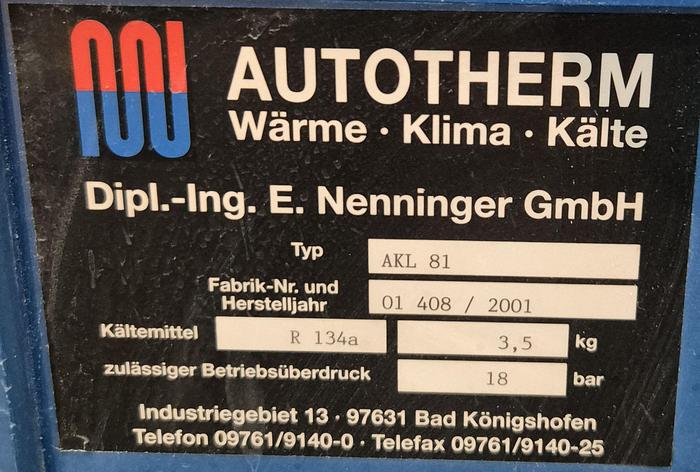 AUTOTHERM
Wärme · Klima · Kälte
Dipl.-Ing. E. Nenninger GmbH
Typ AKL 81
Fabrik-Nr. und
Herstelljahr 01 408 / 2001
Kältemittel R 134a 3,5 kg
zulässiger Betriebsüberdruck 18 bar
Industriegebiet 13 · 97631 Bad Königshofen
Telefon 09761/9140-0 · Telefax 09761/9140-25